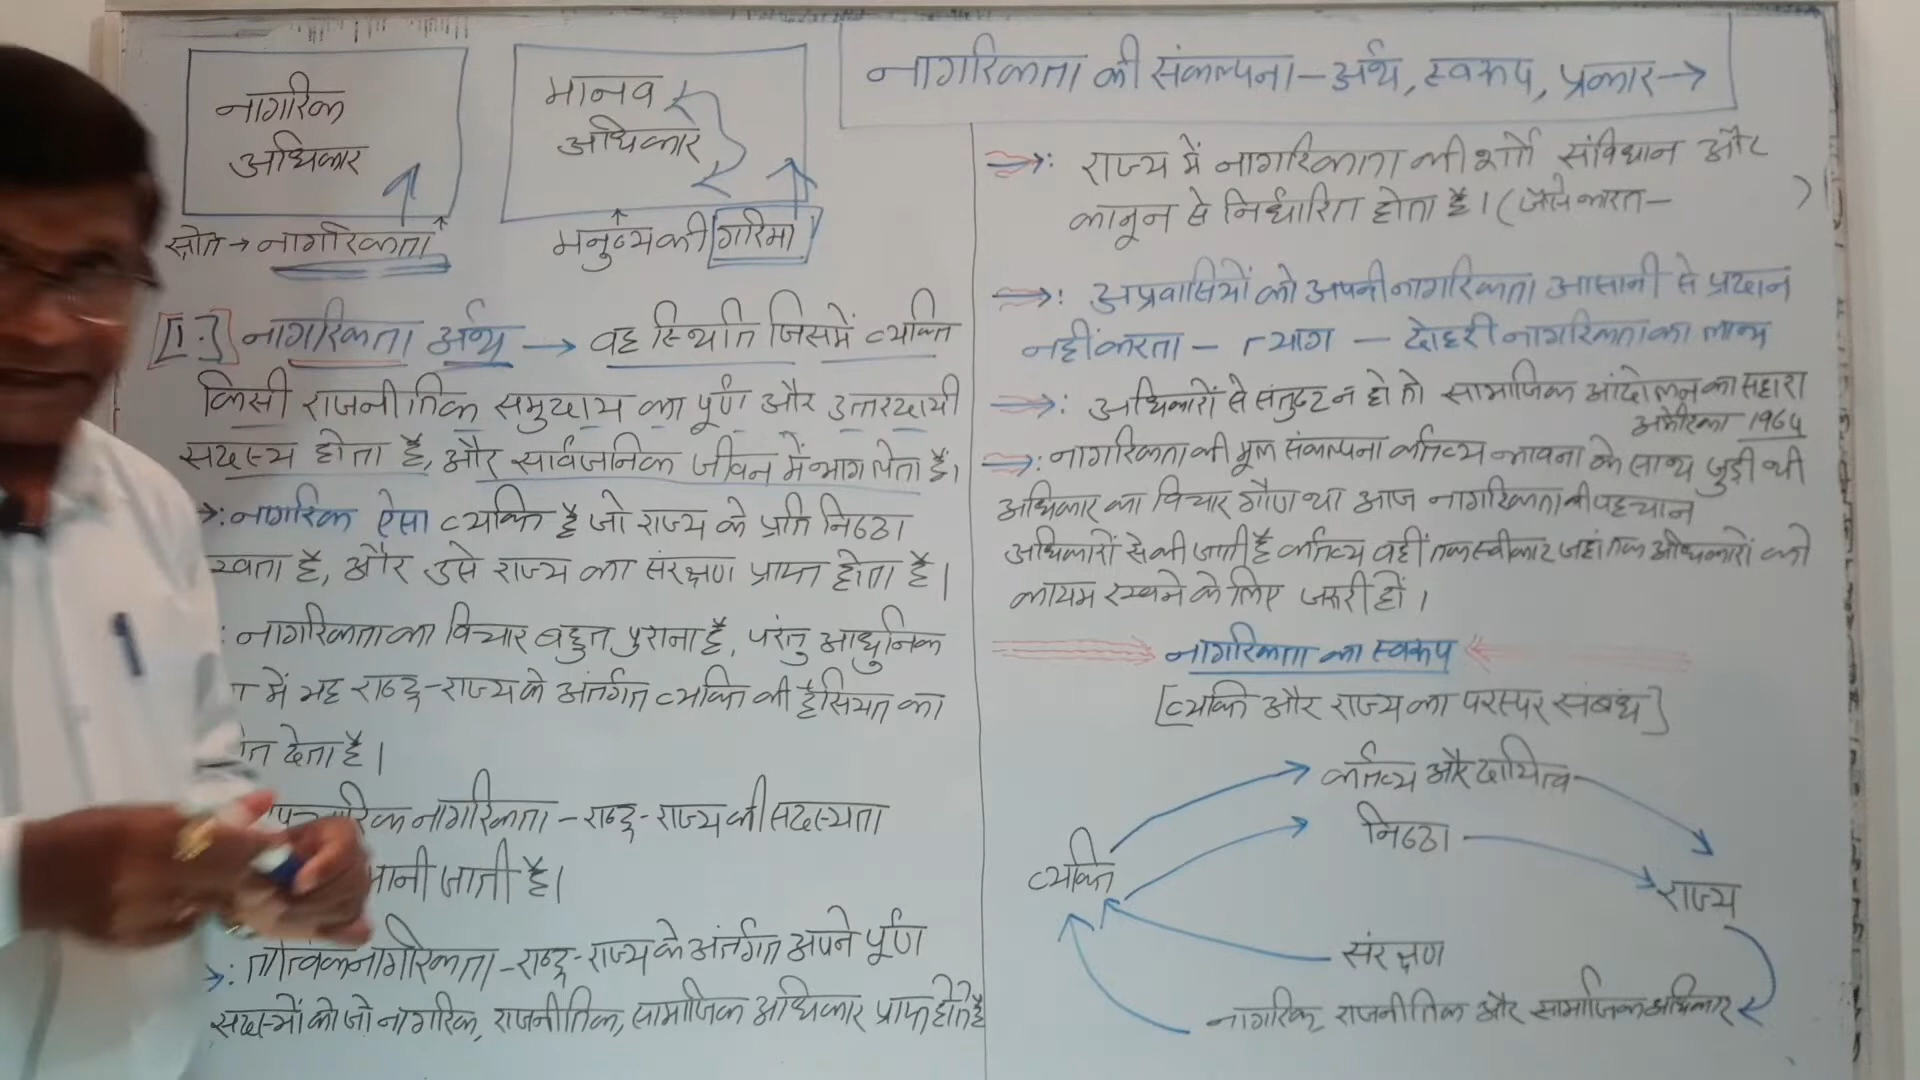 नागरिक
अधिकार
स्रोत → नागरिकता
मानव
अधिकार
मनुष्य की गरिमा
नागरिकता की संकल्पना – अर्थ, स्वरूप, प्रकार →
[1.] नागरिकता अर्थ → वह स्थिति जिसमें व्यक्ति
किसी राजनीतिक समुदाय का पूर्ण और उत्तरदायी
सदस्य होता है, और सार्वजनिक जीवन में भाग लेता है।
→: नागरिक ऐसा व्यक्ति है जो राज्य के प्रति निष्ठा
है, और उसे राज्य का संरक्षण प्राप्त होता है।
: नागरिकता का विचार बहुत पुराना है, परंतु आधुनिक
में यह राष्ट्र-राज्य के अंतर्गत व्यक्ति की हैसियत का
देता है।
नागरिकता – राष्ट्र-राज्य की सदस्यता
जाती है।
→: तात्विक नागरिकता – राष्ट्र-राज्य के अंतर्गत अपने पूर्ण
सदस्यों को जो नागरिक, राजनीतिक, सामाजिक अधिकार प्राप्त होते है
⇒: राज्य में नागरिकता की शर्तें संविधान और
कानून से निर्धारित होता है। (जैसे भारत – )
⇒: अप्रवासियों को अपनी नागरिकता आसानी से प्रदान
नहीं करता – त्याग – दोहरी नागरिकता का लाभ
⇒: अधिकारों से संतुष्ट न हो तो सामाजिक आंदोलन का सहारा
अमेरिका 1964
⇒: नागरिकता की मूल संकल्पना कर्तव्य भावना के साथ जुड़ी थी
अधिकार का विचार गौण था आज नागरिकता की पहचान
अधिकारों से की जाती है कर्तव्य वहीं तक स्वीकार जहां तक अधिकारों को
कायम रखने के लिए जरूरी हों।
नागरिकता का स्वरूप
[व्यक्ति और राज्य का परस्पर संबंध]
कर्तव्य और दायित्व
निष्ठा
व्यक्ति
राज्य
संरक्षण
नागरिक, राजनीतिक और सामाजिक अधिकार